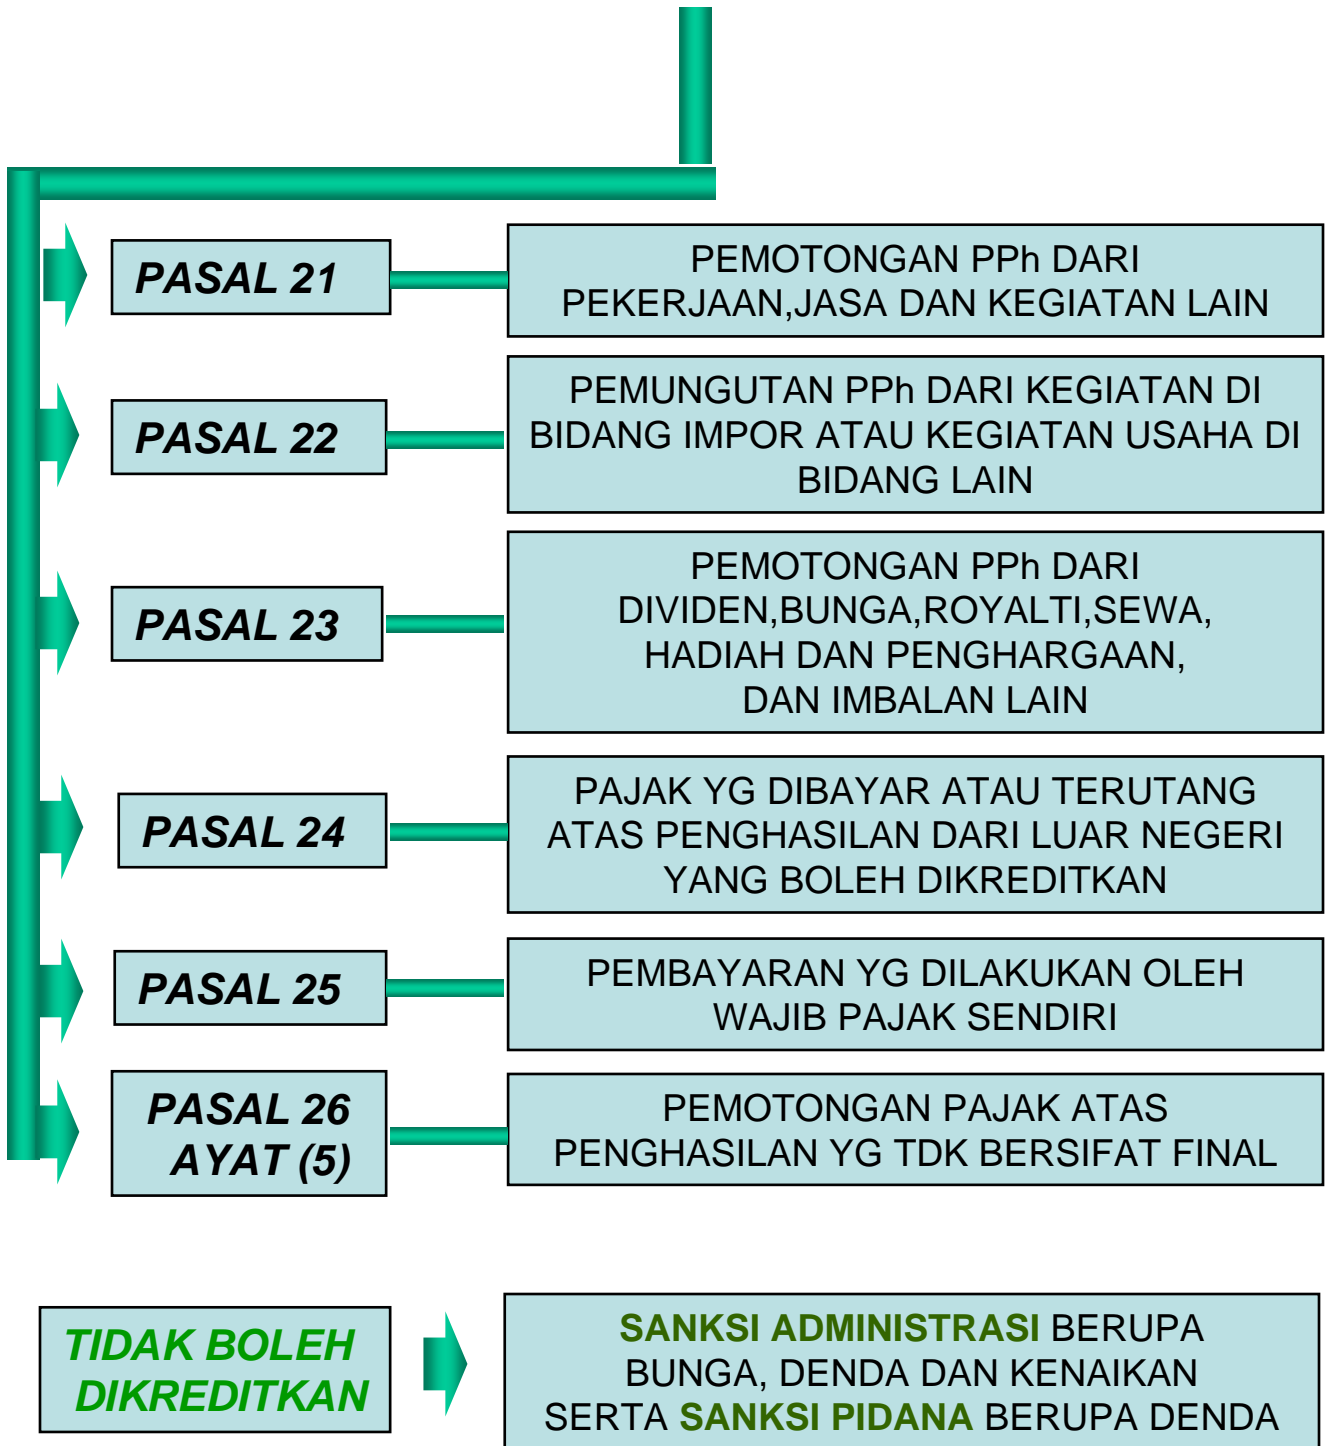 PASAL 21
PEMOTONGAN PPh DARI
PEKERJAAN,JASA DAN KEGIATAN LAIN
PASAL 22
PEMUNGUTAN PPh DARI KEGIATAN DI
BIDANG IMPOR ATAU KEGIATAN USAHA DI
BIDANG LAIN
PASAL 23
PEMOTONGAN PPh DARI
DIVIDEN,BUNGA,ROYALTI,SEWA,
HADIAH DAN PENGHARGAAN,
DAN IMBALAN LAIN
PASAL 24
PAJAK YG DIBAYAR ATAU TERUTANG
ATAS PENGHASILAN DARI LUAR NEGERI
YANG BOLEH DIKREDITKAN
PASAL 25
PEMBAYARAN YG DILAKUKAN OLEH
WAJIB PAJAK SENDIRI
PASAL 26
AYAT (5)
PEMOTONGAN PAJAK ATAS
PENGHASILAN YG TDK BERSIFAT FINAL
TIDAK BOLEH
DIKREDITKAN
SANKSI ADMINISTRASI BERUPA
BUNGA, DENDA DAN KENAIKAN
SERTA SANKSI PIDANA BERUPA DENDA